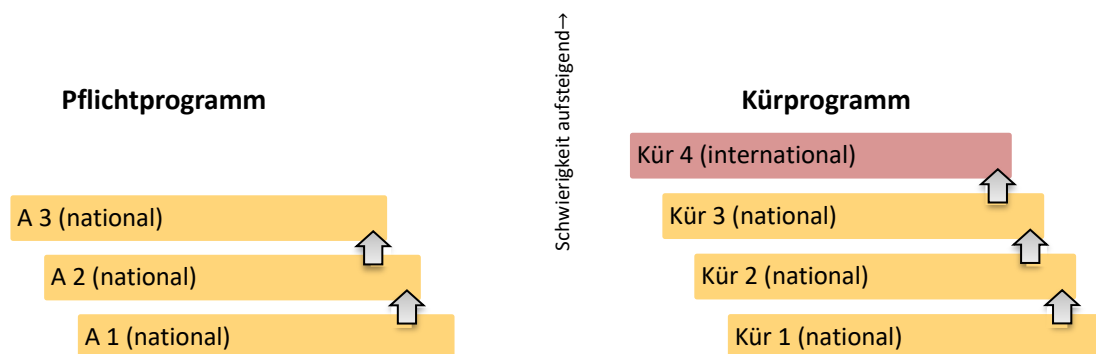 Pflichtprogramm
A 3 (national)
A 2 (national)
A 1 (national)
Schwierigkeit aufsteigend→
Kürprogramm
Kür 4 (international)
Kür 3 (national)
Kür 2 (national)
Kür 1 (national)